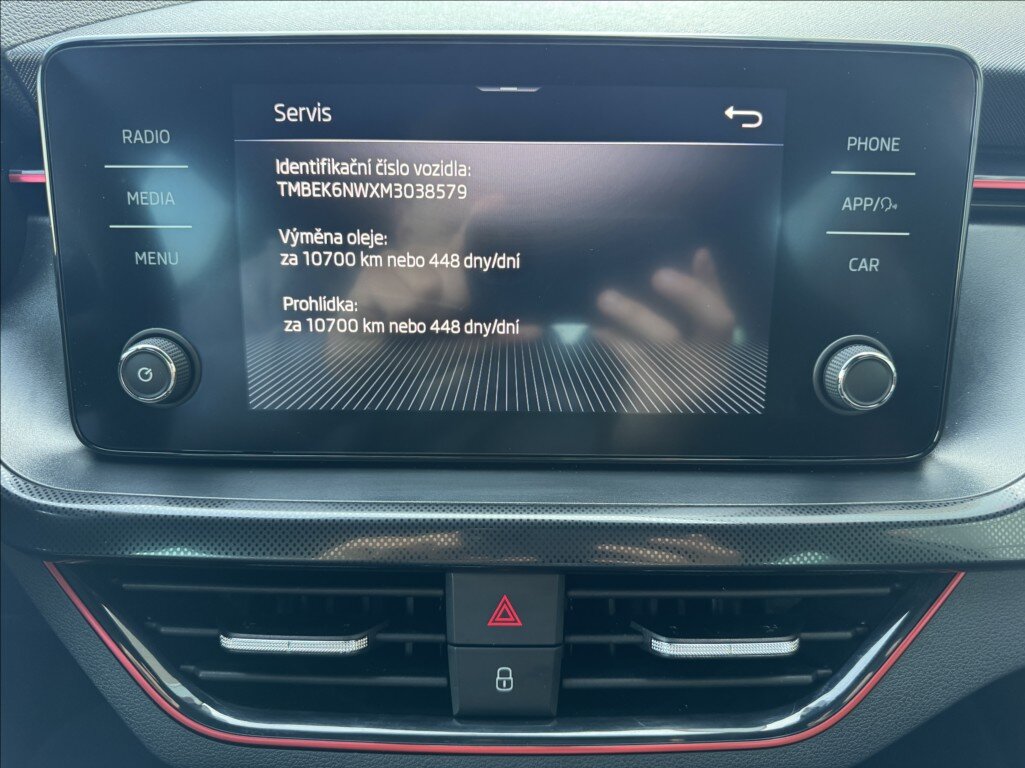 Servis
RADIO
MEDIA
MENU
Identifikační číslo vozidla:
TMBEK6NWXM3038579
Výměna oleje:
za 10700 km nebo 448 dny/dní
Prohlídka:
za 10700 km nebo 448 dny/dní
PHONE
APP/
CAR